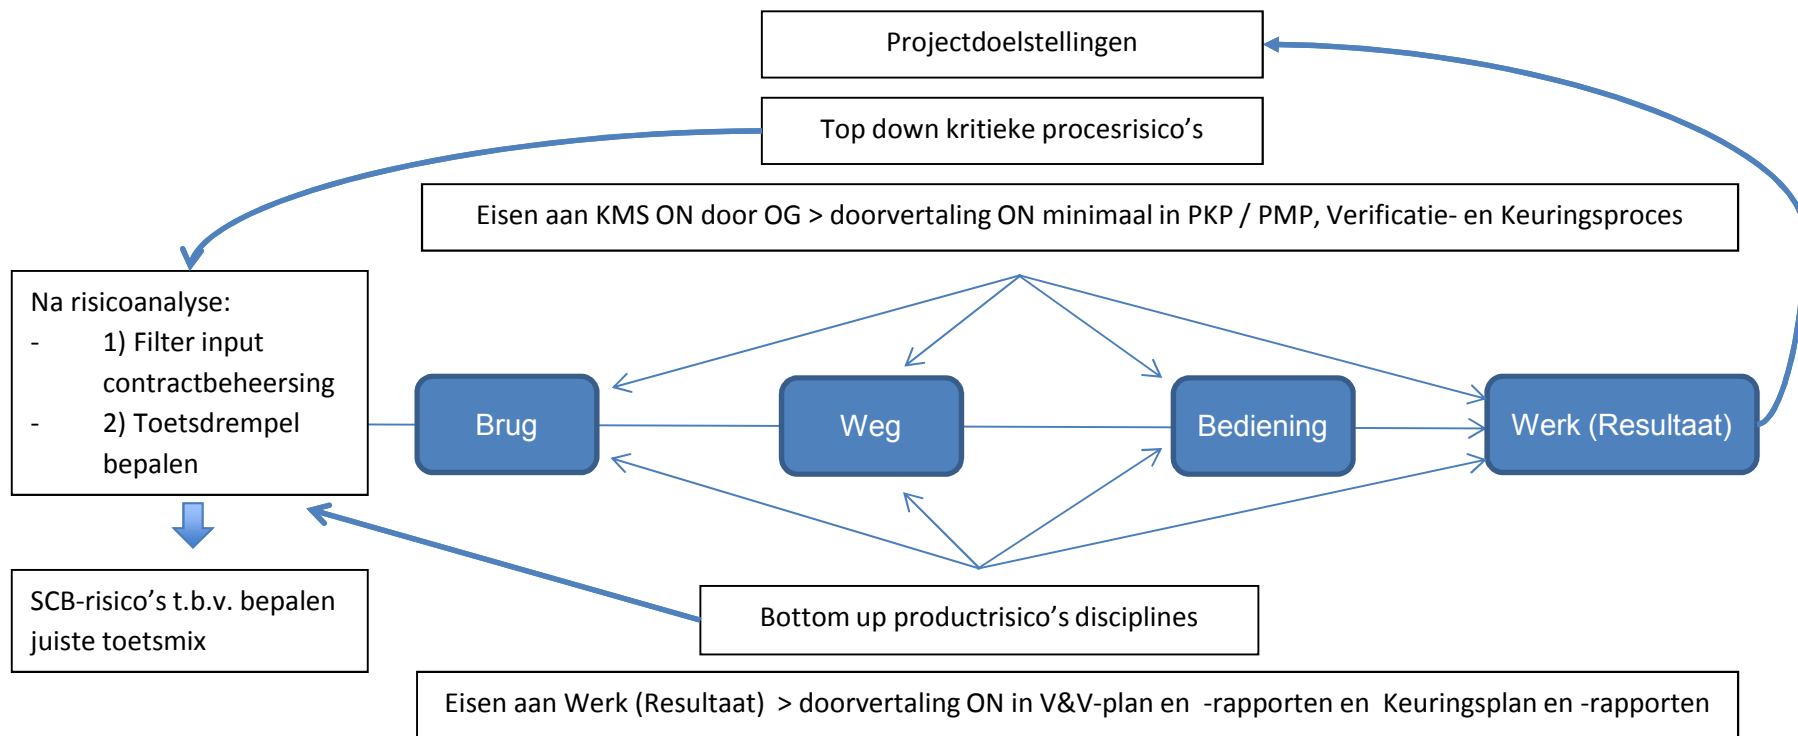 Projectdoelstellingen
Top down kritieke procesrisico’s
Eisen aan KMS ON door OG > doorvertaling ON minimaal in PKP / PMP, Verificatie- en Keuringsproces
Na risicoanalyse:
- 1) Filter input
contractbeheersing
- 2) Toetsdrempel
bepalen
Brug
Weg
Bediening
Werk (Resultaat)
SCB-risico’s t.b.v. bepalen
juiste toetsmix
Bottom up productrisico’s disciplines
Eisen aan Werk (Resultaat) > doorvertaling ON in V&V-plan en -rapporten en Keuringsplan en -rapporten